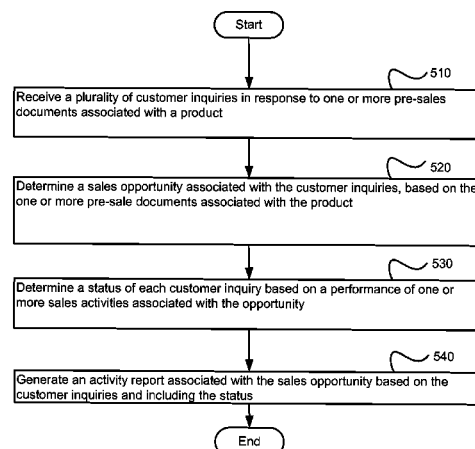 Start
510
Receive a plurality of customer inquiries in response to one or more pre-sales
documents associated with a product
520
Determine a sales opportunity associated with the customer inquiries, based on the
one or more pre-sale documents associated with the product
530
Determine a status of each customer inquiry based on a performance of one or
more sales activities associated with the opportunity
540
Generate an activity report associated with the sales opportunity based on the
customer inquiries and including the status
End